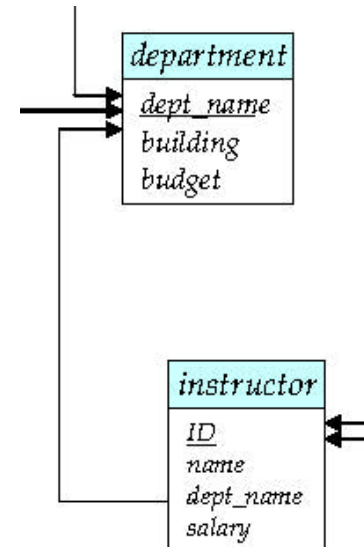 department
dept_name
building
budget
instructor
ID
name
dept_name
salary